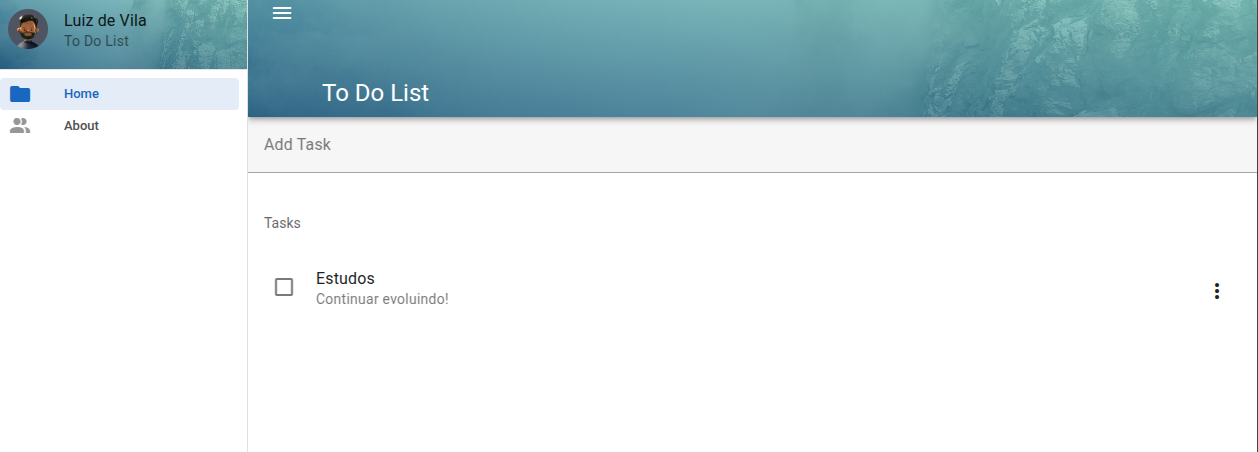 Luiz de Vila
To Do List
Home
About
To Do List
Add Task
Tasks
Estudos
Continuar evoluindo!